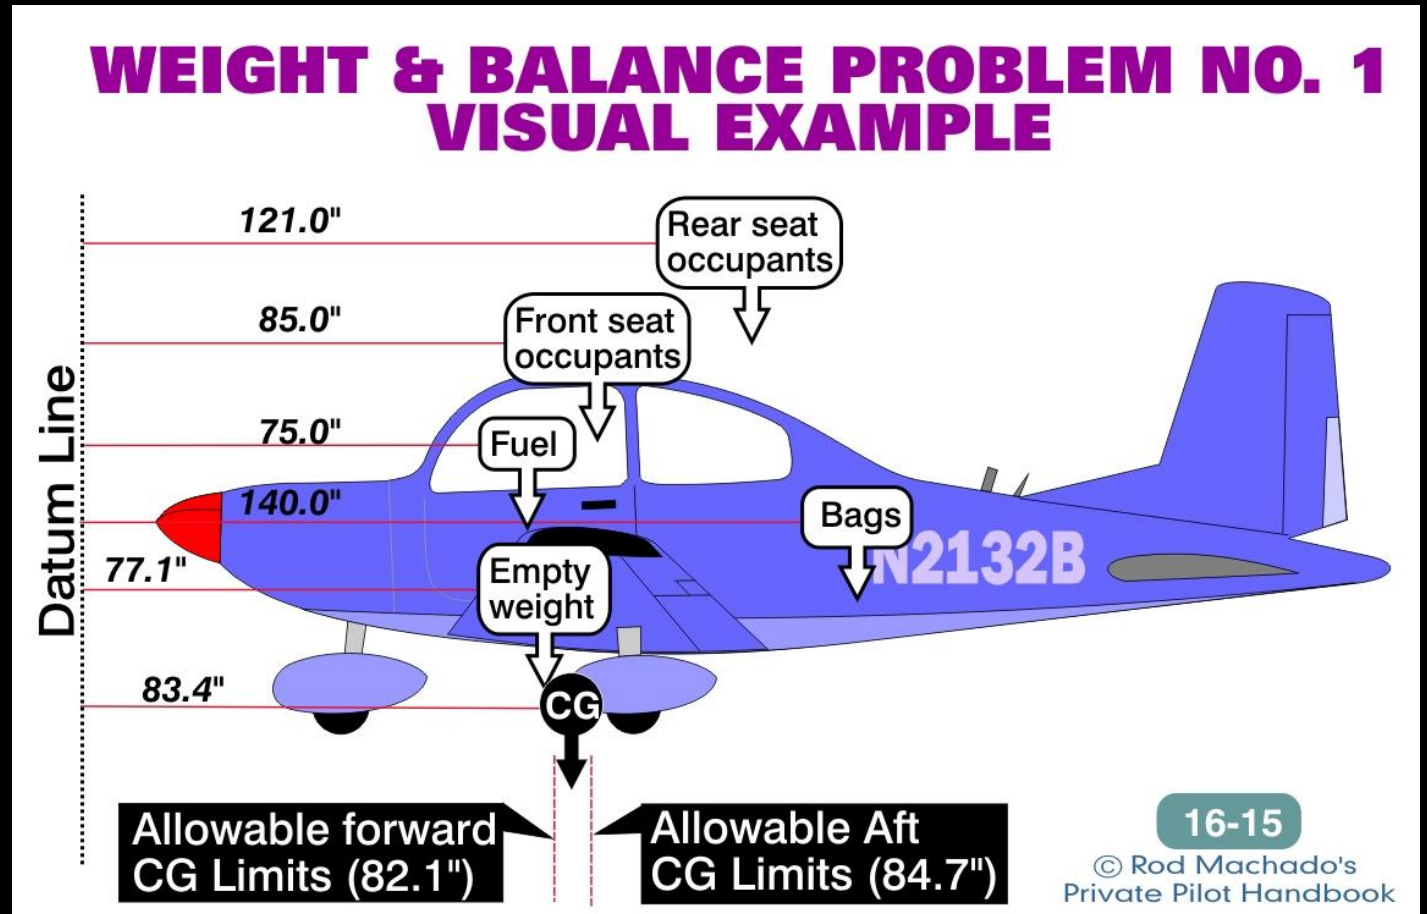 WEIGHT & BALANCE PROBLEM NO. 1
VISUAL EXAMPLE
121.0"
Rear seat
occupants
85.0"
Front seat
occupants
Datum Line
75.0"
Fuel
140.0"
Bags
N2132B
77.1"
Empty
weight
83.4"
CG
Allowable forward
CG Limits (82.1")
Allowable Aft
CG Limits (84.7")
16-15
© Rod Machado's
Private Pilot Handbook